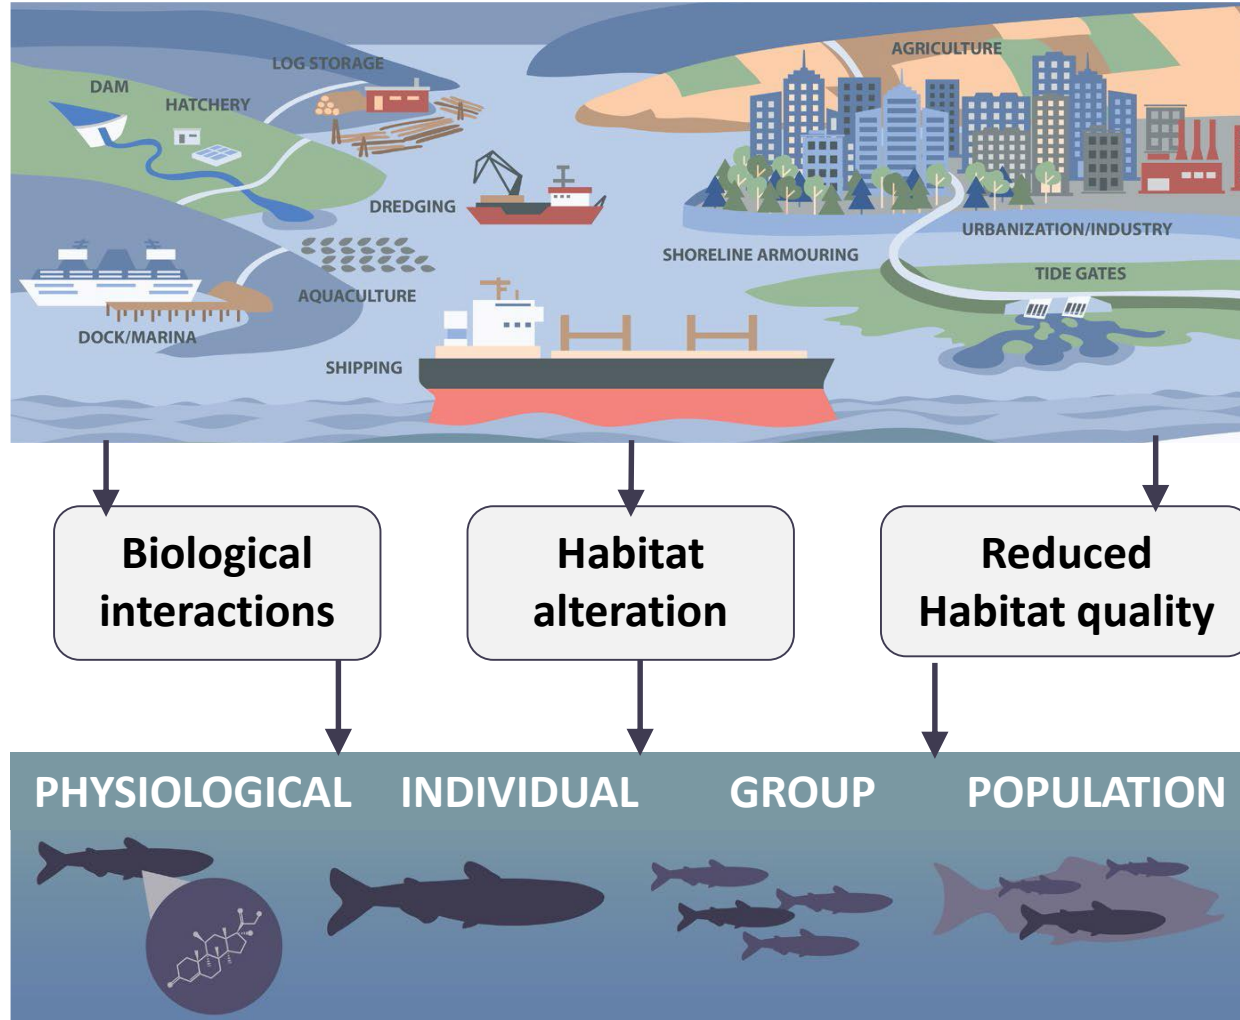 AGRICULTURE
LOG STORAGE
DAM
HATCHERY
DREDGING
URBANIZATION/INDUSTRY
SHORELINE ARMOURING
TIDE GATES
AQUACULTURE
DOCK/MARINA
SHIPPING
Biological
interactions
Habitat
alteration
Reduced
Habitat quality
PHYSIOLOGICAL
INDIVIDUAL
GROUP
POPULATION